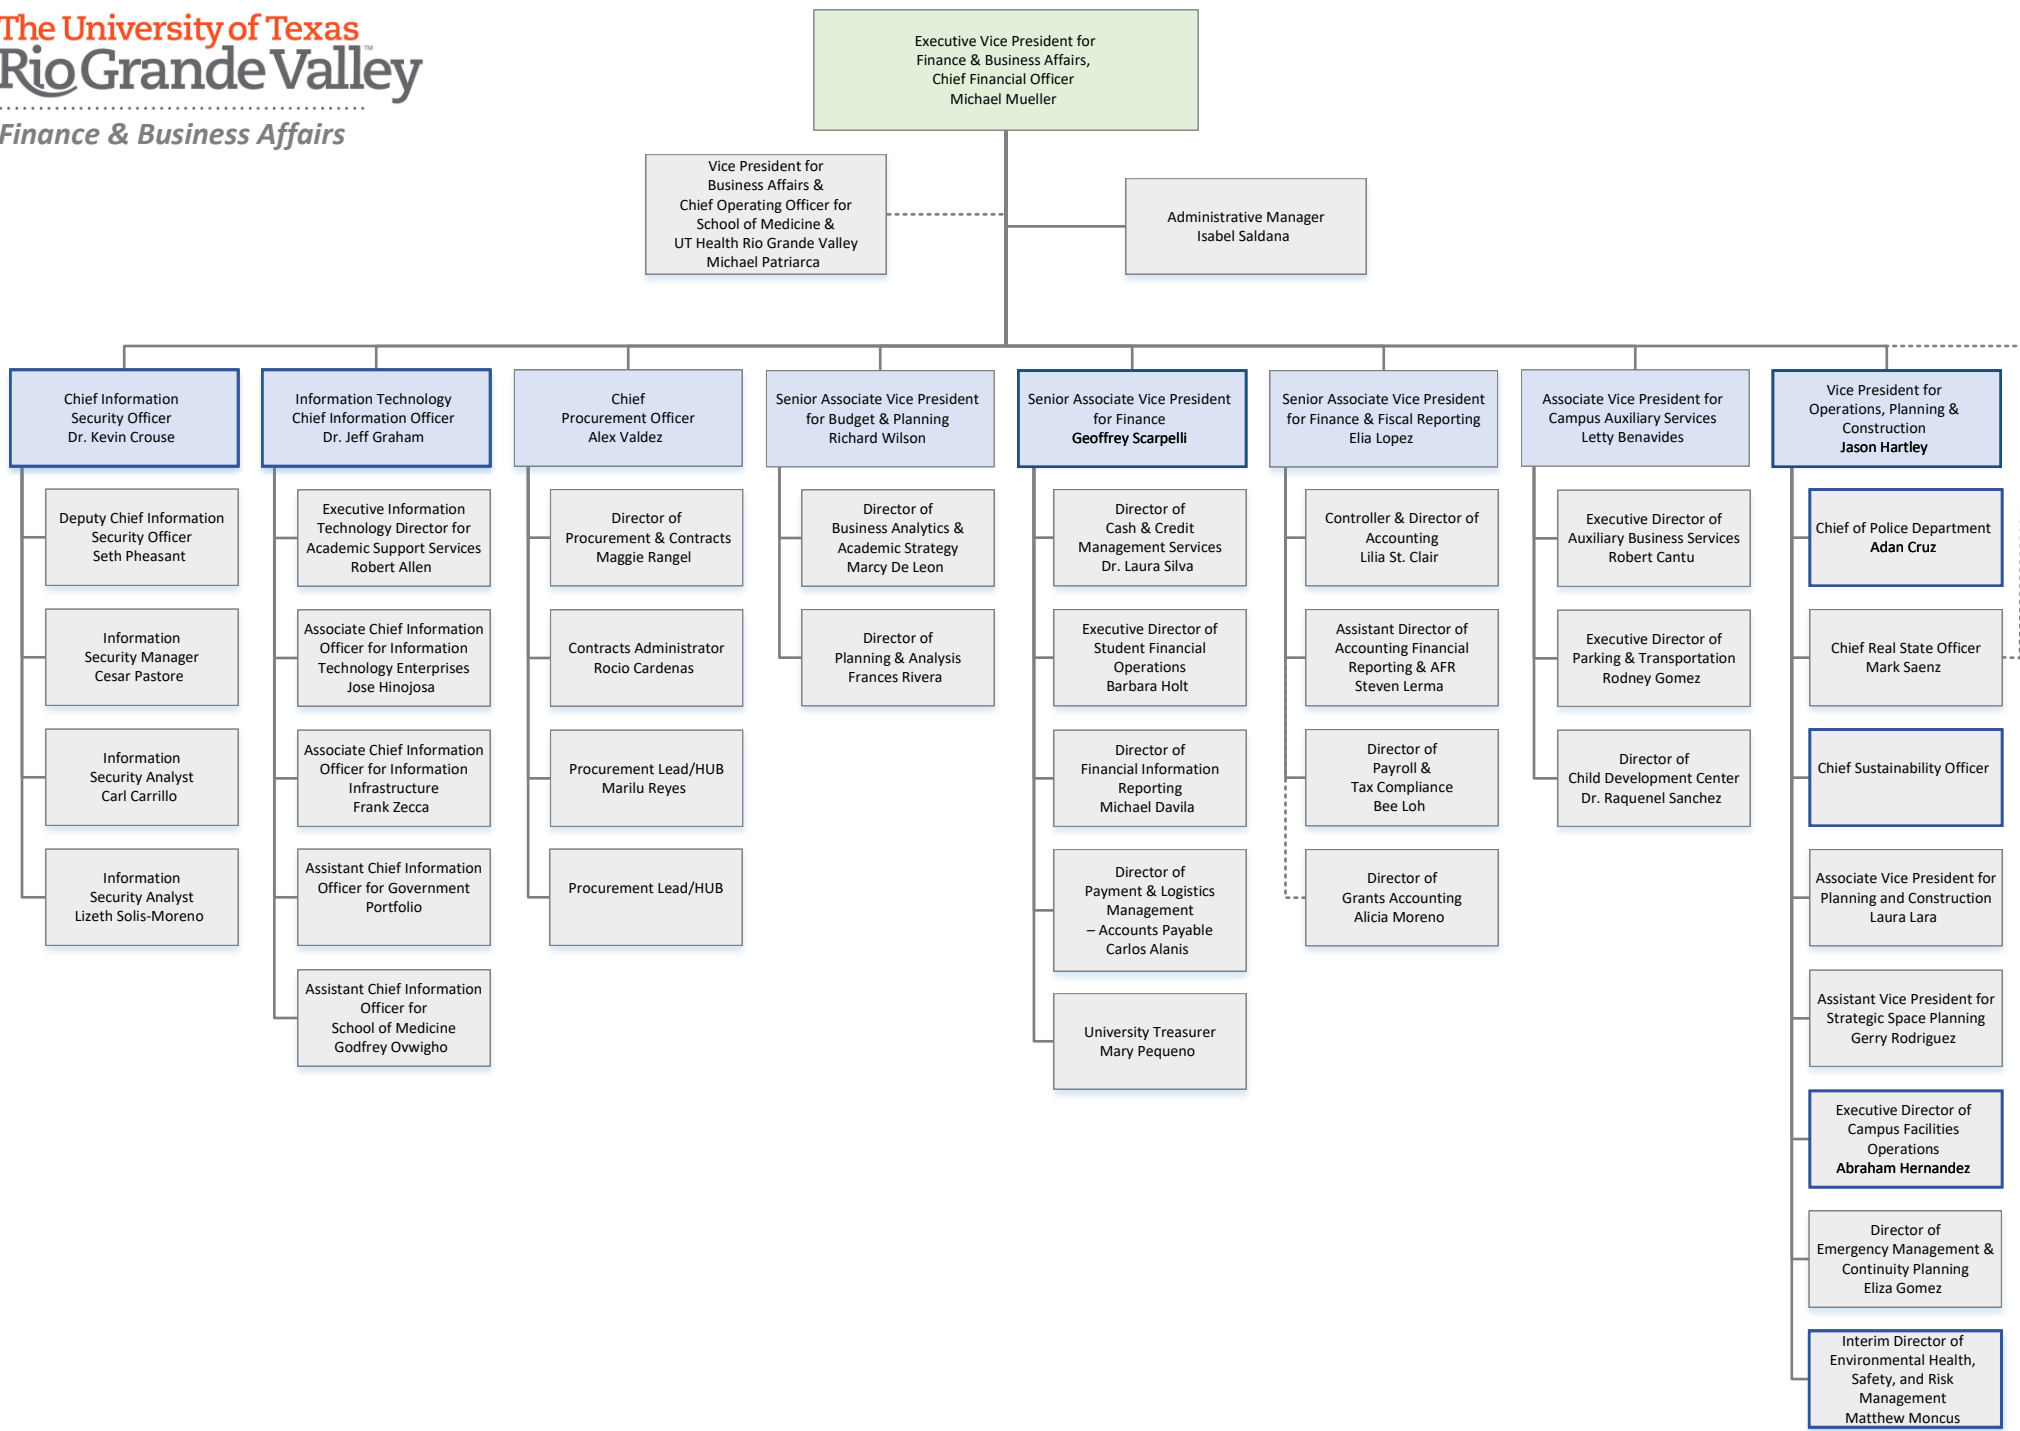 The University of Texas
RioGrande Valley™
Finance & Business Affairs
Executive Vice President for
Finance & Business Affairs,
Chief Financial Officer
Michael Mueller
Vice President for
Business Affairs &
Chief Operating Officer for
School of Medicine &
UT Health Rio Grande Valley
Michael Patriarca
Administrative Manager
Isabel Saldana
Chief Information
Security Officer
Dr. Kevin Crouse
Deputy Chief Information
Security Officer
Seth Pheasant
Information
Security Manager
Cesar Pastore
Information
Security Analyst
Carl Carrillo
Information
Security Analyst
Lizeth Solis-Moreno
Information Technology
Chief Information Officer
Dr. Jeff Graham
Executive Information
Technology Director for
Academic Support Services
Robert Allen
Associate Chief Information
Officer for Information
Technology Enterprises
Jose Hinojosa
Associate Chief Information
Officer for Information
Infrastructure
Frank Zecca
Assistant Chief Information
Officer for Government
Portfolio
Assistant Chief Information
Officer for
School of Medicine
Godfrey Ovwigho
Chief
Procurement Officer
Alex Valdez
Director of
Procurement & Contracts
Maggie Rangel
Contracts Administrator
Rocio Cardenas
Procurement Lead/HUB
Marilu Reyes
Procurement Lead/HUB
Senior Associate Vice President
for Budget & Planning
Richard Wilson
Director of
Business Analytics &
Academic Strategy
Marcy De Leon
Director of
Planning & Analysis
Frances Rivera
Senior Associate Vice President
for Finance
Geoffrey Scarpelli
Director of
Cash & Credit
Management Services
Dr. Laura Silva
Executive Director of
Student Financial
Operations
Barbara Holt
Director of
Financial Information
Reporting
Michael Davila
Director of
Payment & Logistics
Management
– Accounts Payable
Carlos Alanis
University Treasurer
Mary Pequeno
Senior Associate Vice President
for Finance & Fiscal Reporting
Elia Lopez
Controller & Director of
Accounting
Lilia St. Clair
Assistant Director of
Accounting Financial
Reporting & AFR
Steven Lerma
Director of
Payroll &
Tax Compliance
Bee Loh
Director of
Grants Accounting
Alicia Moreno
Associate Vice President for
Campus Auxiliary Services
Letty Benavides
Executive Director of
Auxiliary Business Services
Robert Cantu
Executive Director of
Parking & Transportation
Rodney Gomez
Director of
Child Development Center
Dr. Raquenel Sanchez
Vice President for
Operations, Planning &
Construction
Jason Hartley
Chief of Police Department
Adan Cruz
Chief Real State Officer
Mark Saenz
Chief Sustainability Officer
Associate Vice President for
Planning and Construction
Laura Lara
Assistant Vice President for
Strategic Space Planning
Gerry Rodriguez
Executive Director of
Campus Facilities
Operations
Abraham Hernandez
Director of
Emergency Management &
Continuity Planning
Eliza Gomez
Interim Director of
Environmental Health,
Safety, and Risk
Management
Matthew Moncus